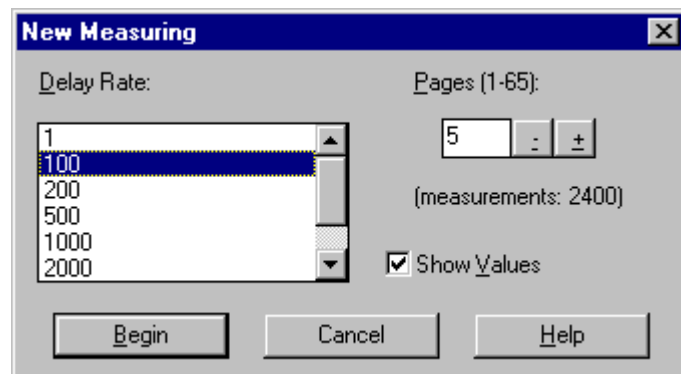 New Measuring
Delay Rate:
1
100
200
500
1000
2000
Pages (1-65):
5 - +
(measurements: 2400)
Show Values
Begin Cancel Help